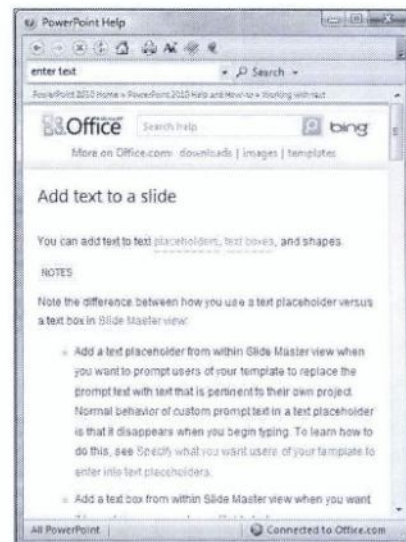 PowerPoint Help
enter text
Search
PowerPoint 2010 Home > PowerPoint 2010 Help and How-to > Working with text
Office
Search help
bing
More on Office.com: downloads | images | templates
Add text to a slide
You can add text to text placeholders, text boxes, and shapes.
NOTES
Note the difference between how you use a text placeholder versus
a text box in Slide Master view:
Add a text placeholder from within Slide Master view when
you want to prompt users of your template to replace the
prompt text with text that is pertinent to their own project.
Normal behavior of custom prompt text in a text placeholder
is that it disappears when you begin typing. To learn how to
do this, see Specify what you want users of your template to
enter into text placeholders.
Add a text box from within Slide Master view when you want
All PowerPoint
Connected to Office.com